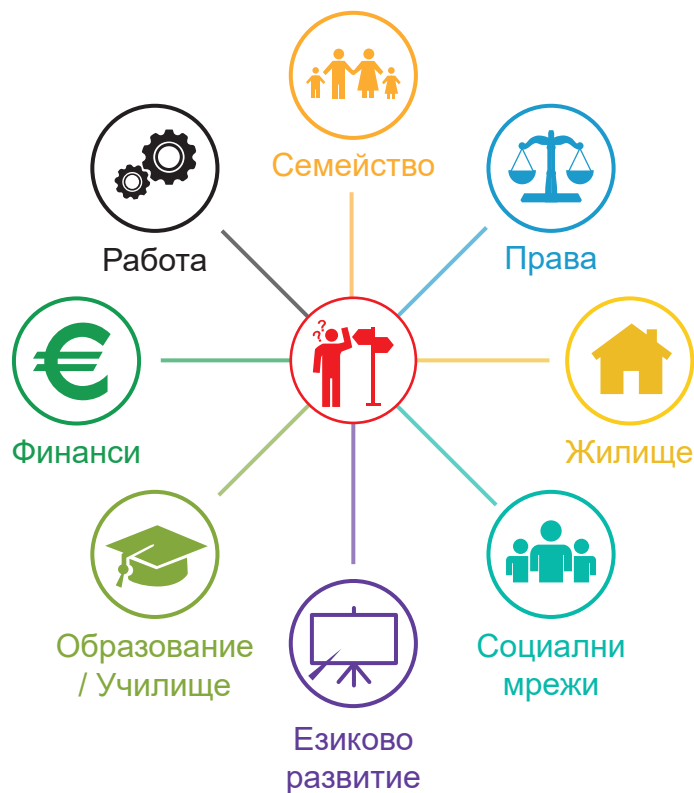 Семейство
Права
Работа
? ?
?
Жилище
Финанси
Социални
мрежи
Образование
/ Училище
Езиково
развитие